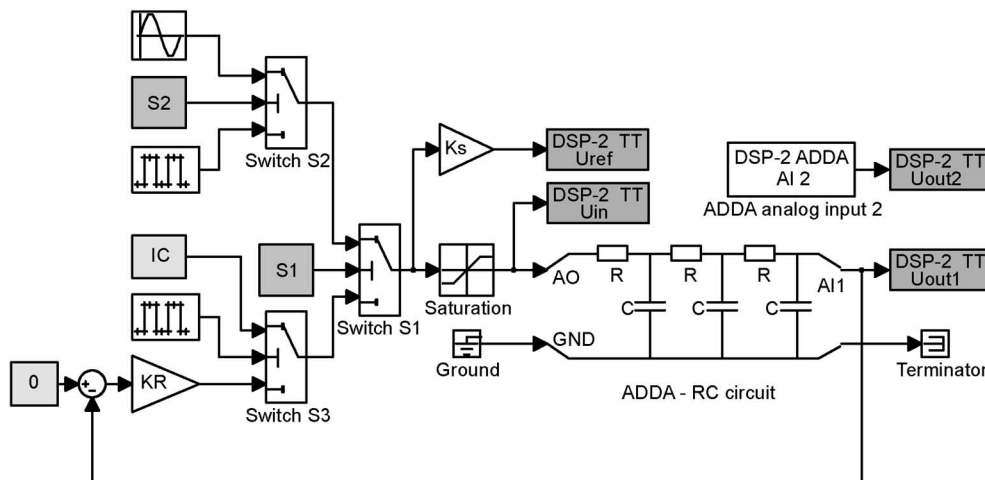 S2
Switch S2
Ks
DSP-2 TT
Uref
DSP-2 ADDA
AI 2
DSP-2 TT
Uout2
ADDA analog input 2
DSP-2 TT
Uin
IC
S1
Switch S1
Saturation
AO
R
R
R
C
C
C
AI1
DSP-2 TT
Uout1
GND
Ground
Terminator
ADDA - RC circuit
0
+
-
KR
Switch S3